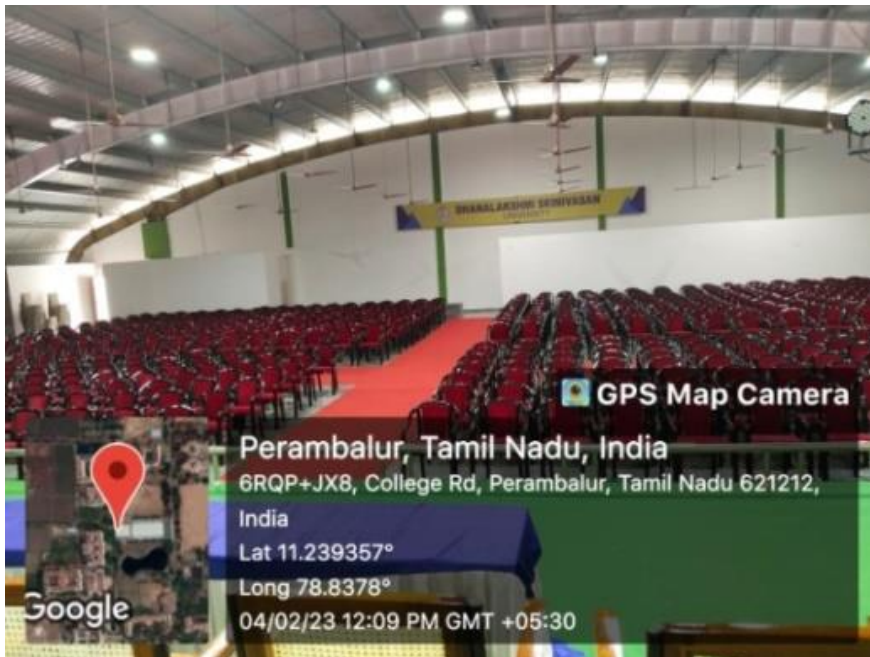 DHANALAKSHMI SRINIVASAN
UNIVERSITY
GPS Map Camera
Perambalur, Tamil Nadu, India
6RQP+JX8, College Rd, Perambalur, Tamil Nadu 621212,
India
Lat 11.239357°
Long 78.8378°
04/02/23 12:09 PM GMT +05:30
Google